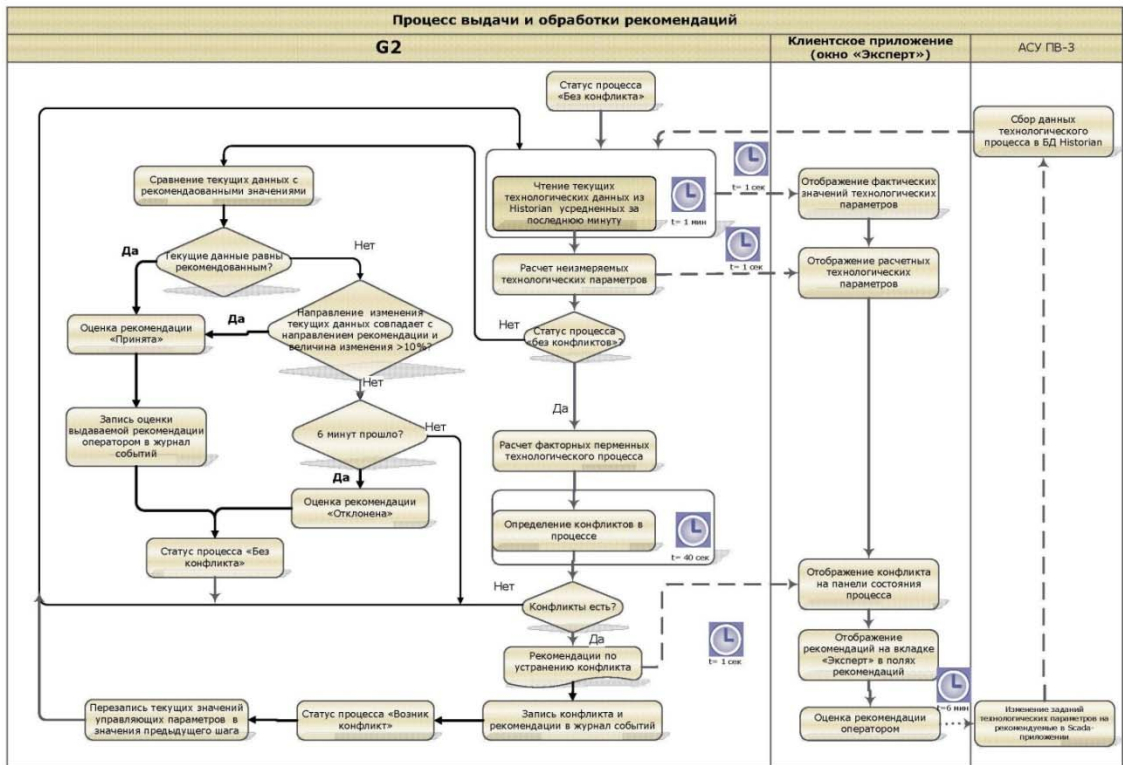 Процесс выдачи и обработки рекомендаций
G2
Клиентское приложение
(окно «Эксперт»)
АСУ ПВ-3
Статус процесса
«Без конфликта»
Сбор данных
технологического
процесса в БД Historian
Сравнение текущих данных с
рекомендаованными значениями
Чтение текущих
технологических данных из
Historian усредненных за
последнюю минуту
t= 1 мин
t= 1 сек
Отображение фактических
значений технологических
параметров
Да
Текущие данные равны
рекомендованным?
Нет
Расчет неизмеряемых
технологических параметров
t= 1 сек
Отображение расчетных
технологических
параметров
Оценка рекомендации
«Принята»
Да
Направление изменения
текущих данных совпадает с
направлением рекомендации и
величина изменения >10%?
Нет
Статус процесса
«без конфликтов»?
Нет
Да
Запись оценки
выдаваемой рекомендации
оператором в журнал
событий
6 минут прошло?
Нет
Расчет факторных перменных
технологического процесса
Да
Оценка рекомендации
«Отклонена»
Определение конфликтов в
процессе
t= 40 сек
Статус процесса «Без
конфликта»
Нет
Конфликты есть?
Отображение конфликта
на панели состояния
процесса
Да
Рекомендации по
устранению конфликта
t= 1 сек
Отображение
рекомендаций на вкладке
«Эксперт» в полях
рекомендаций
t=6 мин
Перезапись текущих значений
управляющих параметров в
значения предыдущего шага
Статус процесса «Возник
конфликт»
Запись конфликта и
рекомендации в журнал событий
Оценка рекомендации
оператором
Изменение заданий
технологических параметров на
рекомендуемые в Scada-
приложении